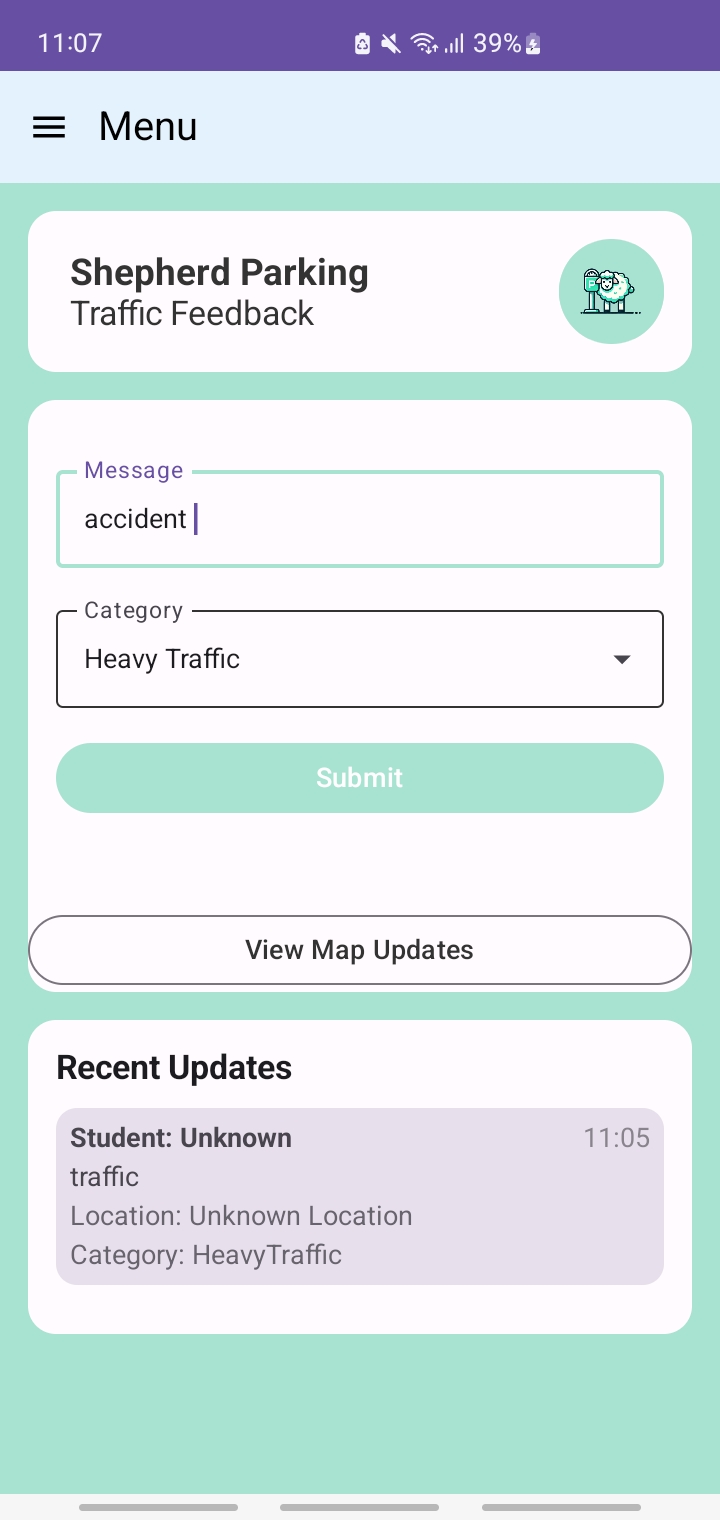 11:07
39%
Menu
Shepherd Parking
Traffic Feedback
Message
accident
Category
Heavy Traffic
Submit
View Map Updates
Recent Updates
Student: Unknown 11:05
traffic
Location: Unknown Location
Category: HeavyTraffic